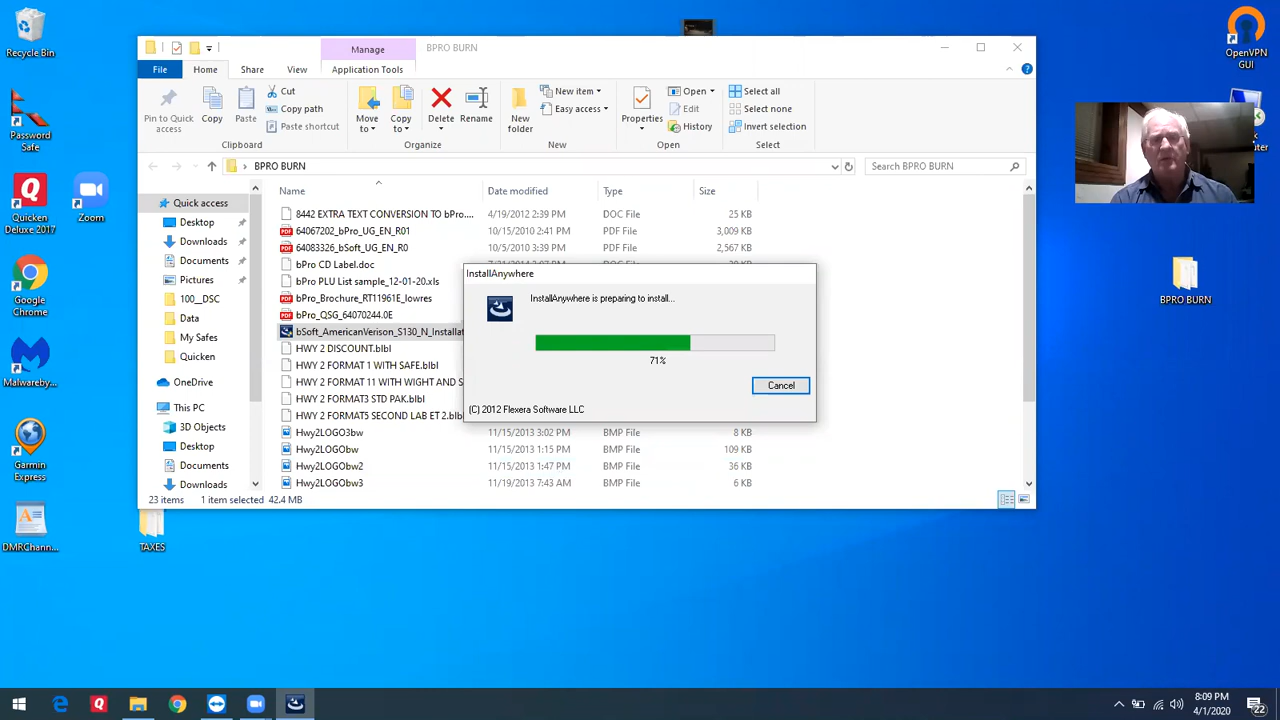 Recycle Bin
Password
Safe
Quicken
Deluxe 2017
Zoom
Google
Chrome
Malwareby...
Garmin
Express
DMRChann...
TAXES
OpenVPN
GUI
BPRO BURN
Manage
BPRO BURN
File
Home
Share
View
Application Tools
Pin to Quick
access
Copy
Paste
Cut
Copy path
Paste shortcut
Clipboard
Move
to
Copy
to
Delete
Rename
Organize
New
folder
New item
Easy access
New
Properties
Open
Edit
History
Open
Select all
Select none
Invert selection
Select
BPRO BURN
Search BPRO BURN
Quick access
Desktop
Downloads
Documents
Pictures
100__DSC
Data
My Safes
Quicken
OneDrive
This PC
3D Objects
Desktop
Documents
Downloads
Name Date modified Type Size
8442 EXTRA TEXT CONVERSION TO bPro.... 4/19/2012 2:39 PM DOC File 25 KB
64067202_bPro_UG_EN_R01 10/15/2010 2:41 PM PDF File 3,009 KB
64083326_bSoft_UG_EN_R0 10/5/2010 3:39 PM PDF File 2,567 KB
bPro CD Label.doc
bPro PLU List sample_12-01-20.xls
bPro_Brochure_RT11961E_lowres
bPro_QSG_64070244.0E
bSoft_AmericanVerison_S130_N_Installat
HWY 2 DISCOUNT.blbl
HWY 2 FORMAT 1 WITH SAFE.blbl
HWY 2 FORMAT 11 WITH WIGHT AND S
HWY 2 FORMAT3 STD PAK.blbl
HWY 2 FORMAT5 SECOND LAB ET 2.blb
Hwy2LOGO3bw 11/15/2013 3:02 PM BMP File 8 KB
Hwy2LOGObw 11/15/2013 1:15 PM BMP File 109 KB
Hwy2LOGObw2 11/15/2013 1:47 PM BMP File 36 KB
Hwy2LOGObw3 11/19/2013 7:43 AM BMP File 6 KB
23 items 1 item selected 42.4 MB
InstallAnywhere
InstallAnywhere is preparing to install...
71%
Cancel
(C) 2012 Flexera Software LLC
8:09 PM
4/1/2020
22